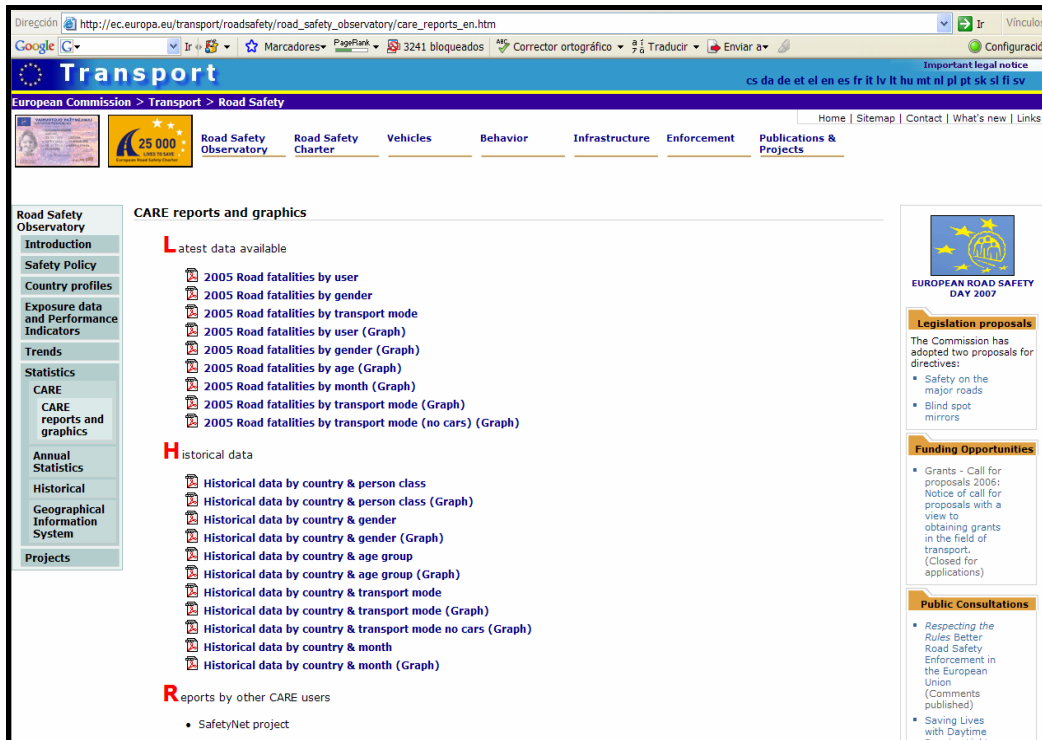 Dirección http://ec.europa.eu/transport/roadsafety/road_safety_observatory/care_reports_en.htm Ir Vínculos
Google G Ir Marcadores PageRank 3241 bloqueados Corrector ortográfico Traducir Enviar a Configuració
Transport
Important legal notice
cs da de et el en es fr it lv lt hu mt nl pl pt sk sl fi sv
European Commission > Transport > Road Safety
Home | Sitemap | Contact | What's new | Links
25 000
LIVES TO SAVE
European Road Safety Charter
Road Safety Observatory
Road Safety Charter
Vehicles
Behavior
Infrastructure
Enforcement
Publications & Projects
Road Safety
Observatory
Introduction
Safety Policy
Country profiles
Exposure data
and Performance
Indicators
Trends
Statistics
CARE
CARE
reports and
graphics
Annual
Statistics
Historical
Geographical
Information
System
Projects
CARE reports and graphics
Latest data available
2005 Road fatalities by user
2005 Road fatalities by gender
2005 Road fatalities by transport mode
2005 Road fatalities by user (Graph)
2005 Road fatalities by gender (Graph)
2005 Road fatalities by age (Graph)
2005 Road fatalities by month (Graph)
2005 Road fatalities by transport mode (Graph)
2005 Road fatalities by transport mode (no cars) (Graph)
Historical data
Historical data by country & person class
Historical data by country & person class (Graph)
Historical data by country & gender
Historical data by country & gender (Graph)
Historical data by country & age group
Historical data by country & age group (Graph)
Historical data by country & transport mode
Historical data by country & transport mode (Graph)
Historical data by country & transport mode no cars (Graph)
Historical data by country & month
Historical data by country & month (Graph)
Reports by other CARE users
• SafetyNet project
EUROPEAN ROAD SAFETY
DAY 2007
Legislation proposals
The Commission has
adopted two proposals for
directives:
Safety on the
major roads
Blind spot
mirrors
Funding Opportunities
Grants - Call for
proposals 2006:
Notice of call for
proposals with a
view to
obtaining grants
in the field of
transport.
(Closed for
applications)
Public Consultations
Respecting the
Rules Better
Road Safety
Enforcement in
the European
Union
(Comments
published)
Saving Lives
with Daytime